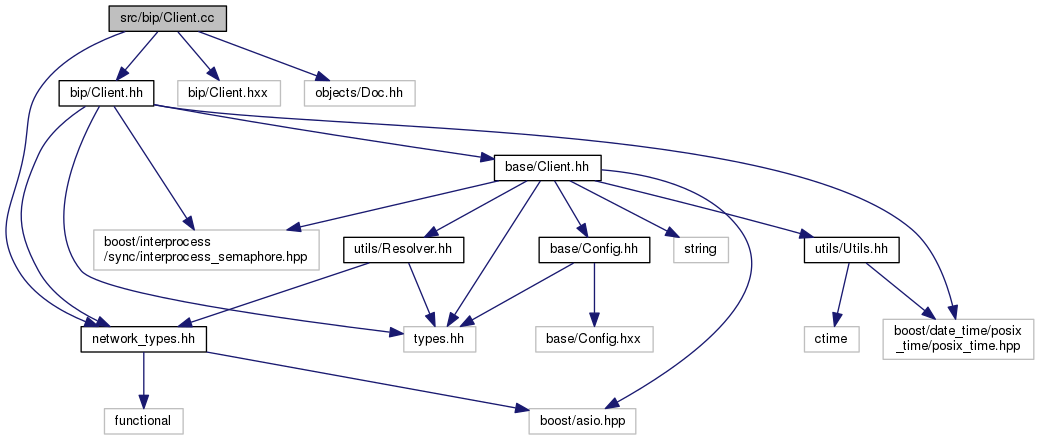 src/bip/Client.cc
bip/Client.hh
bip/Client.hxx
objects/Doc.hh
base/Client.hh
boost/interprocess
/sync/interprocess_semaphore.hpp
utils/Resolver.hh
base/Config.hh
string
utils/Utils.hh
network_types.hh
types.hh
base/Config.hxx
ctime
boost/date_time/posix
_time/posix_time.hpp
functional
boost/asio.hpp